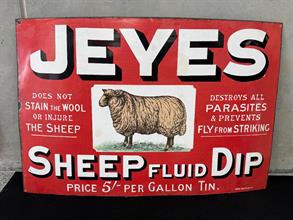 JEYES
DOES NOT
STAIN THE WOOL
OR INJURE
THE SHEEP
DESTROYS ALL
PARASITES
& PREVENTS
FLY FROM STRIKING
SHEEP FLUID DIP
PRICE 5/- PER GALLON TIN.